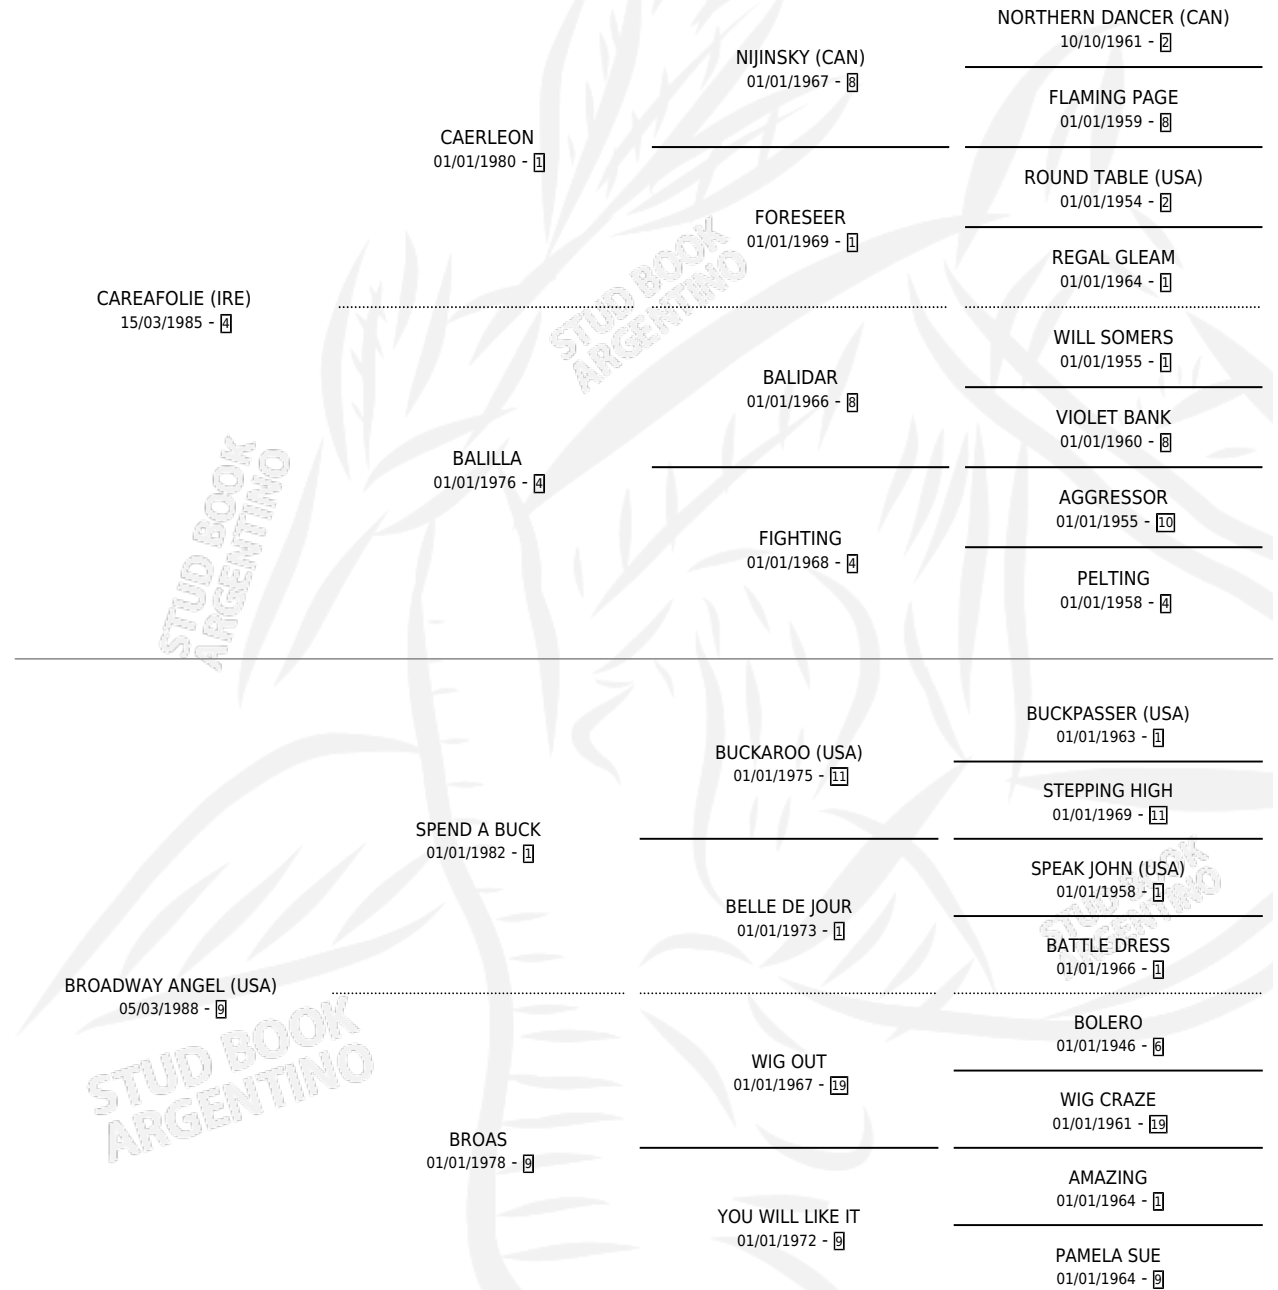 NORTHERN DANCER (CAN)
10/10/1961 - 2
NIJINSKY (CAN)
01/01/1967 - 8
FLAMING PAGE
01/01/1959 - 8
CAERLEON
01/01/1980 - 1
ROUND TABLE (USA)
01/01/1954 - 2
FORESEER
01/01/1969 - 1
REGAL GLEAM
01/01/1964 - 1
CAREAFOLIE (IRE)
15/03/1985 - 4
STUD BOOK
ARGENTINO
WILL SOMERS
01/01/1955 - 1
BALIDAR
01/01/1966 - 8
VIOLET BANK
01/01/1960 - 8
BALILLA
01/01/1976 - 4
AGGRESSOR
01/01/1955 - 10
FIGHTING
01/01/1968 - 4
PELTING
01/01/1958 - 4
STUD BOOK
ARGENTINO
BUCKPASSER (USA)
01/01/1963 - 1
BUCKAROO (USA)
01/01/1975 - 11
STEPPING HIGH
01/01/1969 - 11
SPEND A BUCK
01/01/1982 - 1
SPEAK JOHN (USA)
01/01/1958 - 1
BELLE DE JOUR
01/01/1973 - 1
STUD BOOK
ARGENTINO
BATTLE DRESS
01/01/1966 - 1
BROADWAY ANGEL (USA)
05/03/1988 - 9
STUD BOOK
ARGENTINO
BOLERO
01/01/1946 - 6
WIG OUT
01/01/1967 - 19
WIG CRAZE
01/01/1961 - 19
BROAS
01/01/1978 - 9
AMAZING
01/01/1964 - 1
YOU WILL LIKE IT
01/01/1972 - 9
PAMELA SUE
01/01/1964 - 9